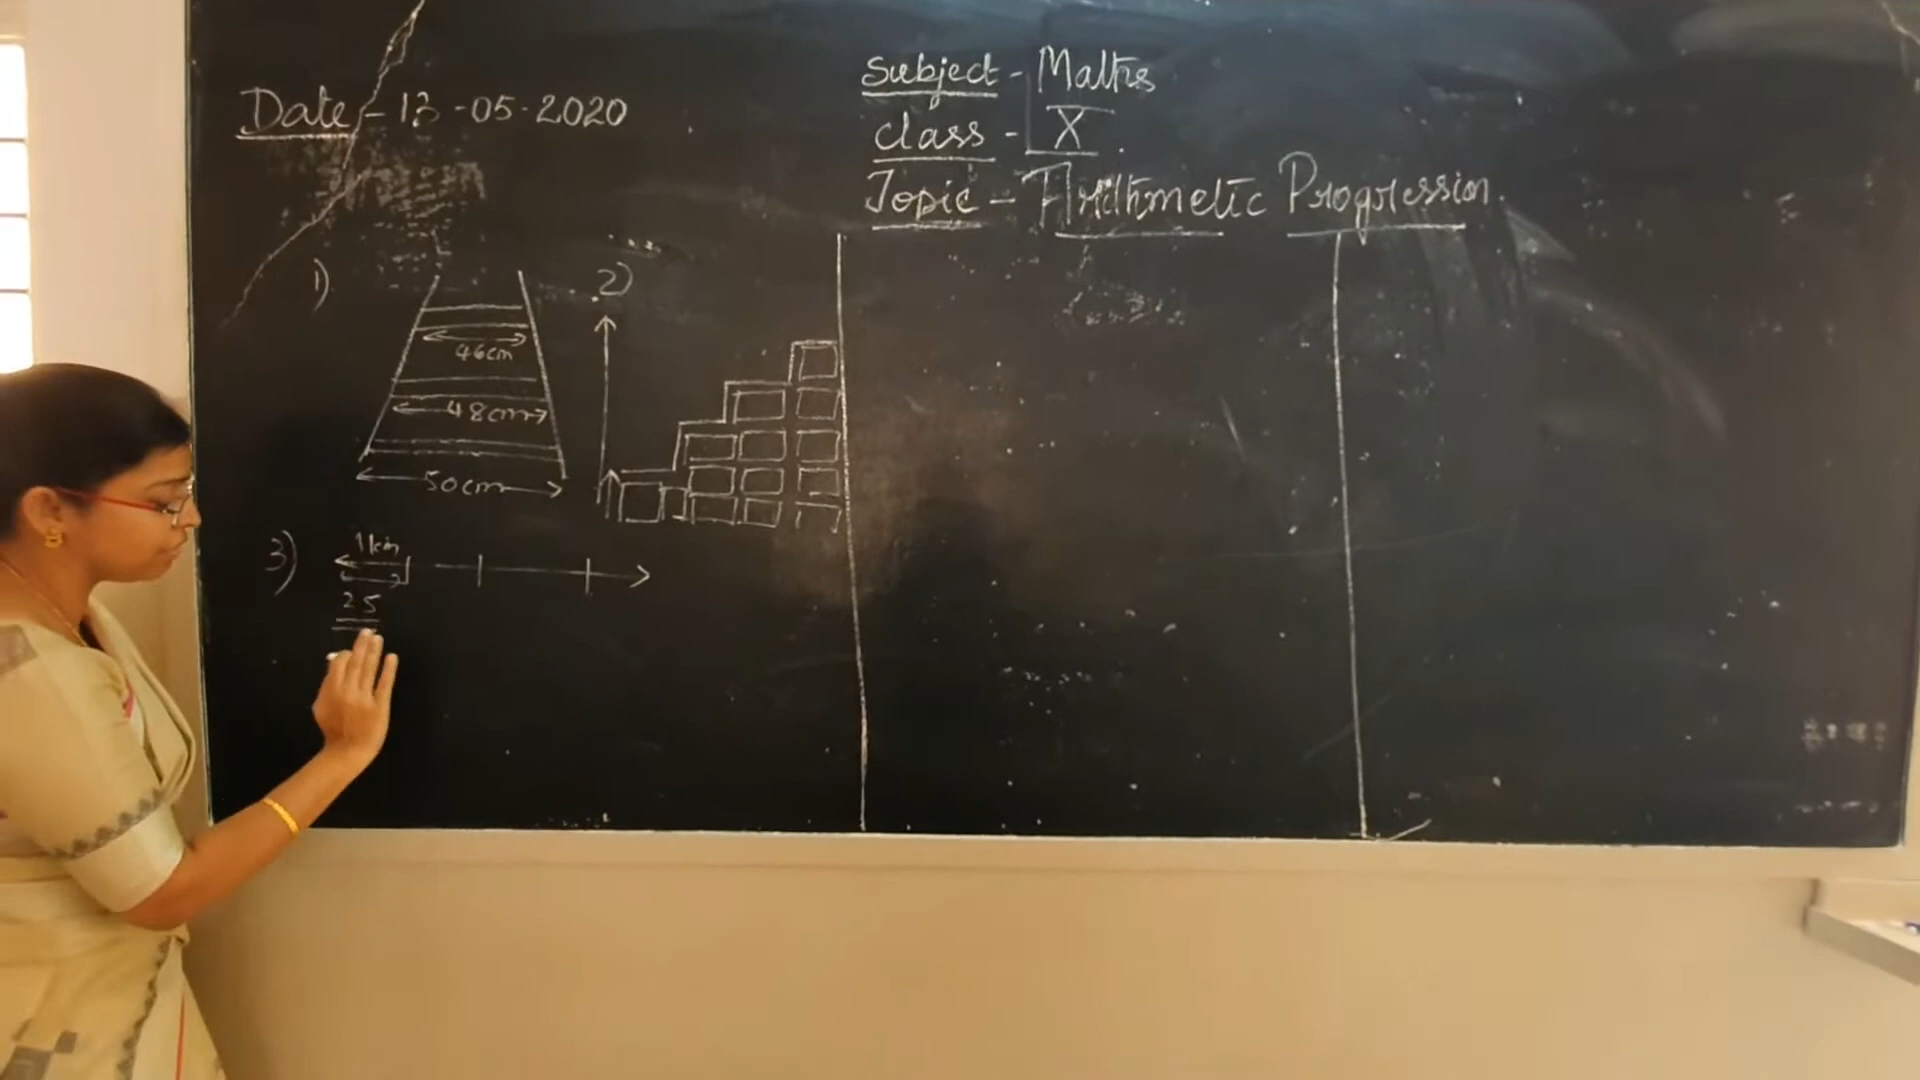 Date - 13-05-2020
Subject - Maths
Class - X
Topic - Arithmetic Progression.
1)
46cm
48cm
50cm
2)
3)
1km
25